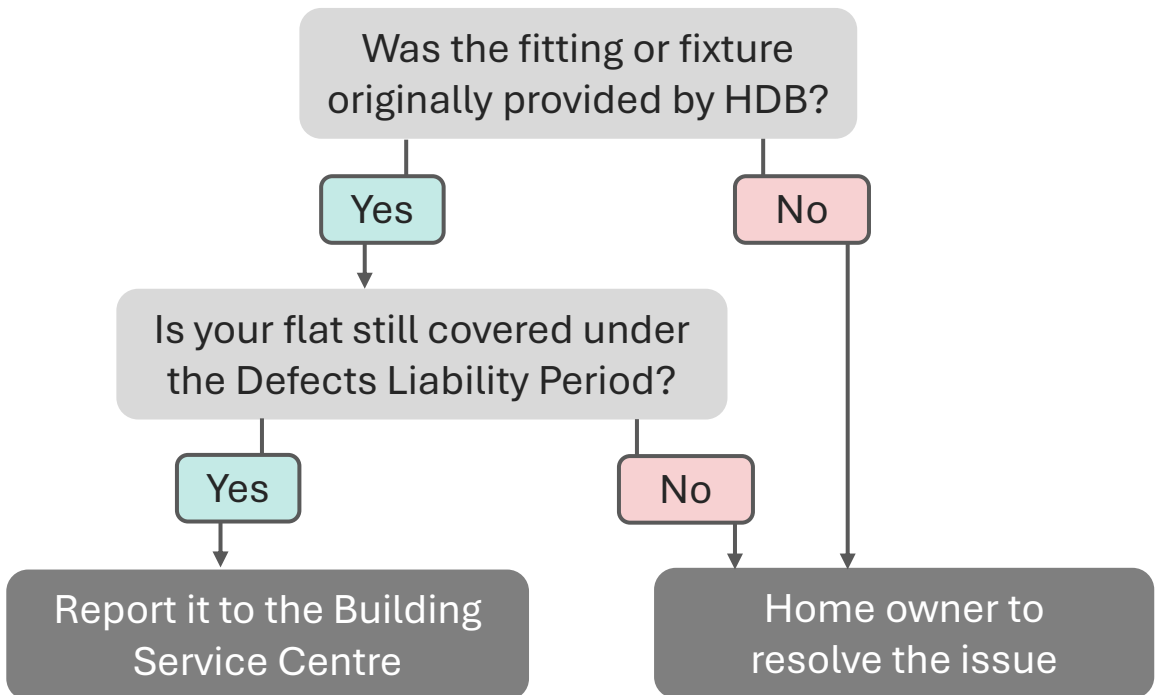 Was the fitting or fixture
originally provided by HDB?
Yes
No
Is your flat still covered under
the Defects Liability Period?
Yes
No
Report it to the Building
Service Centre
Home owner to
resolve the issue